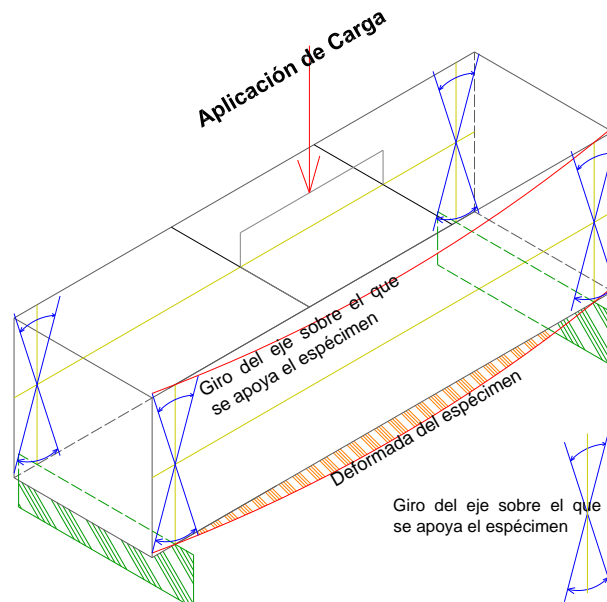 Aplicación de Carga
Giro del eje sobre el que
se apoya el espécimen
Deformada del espécimen
Giro del eje sobre el que
se apoya el espécimen